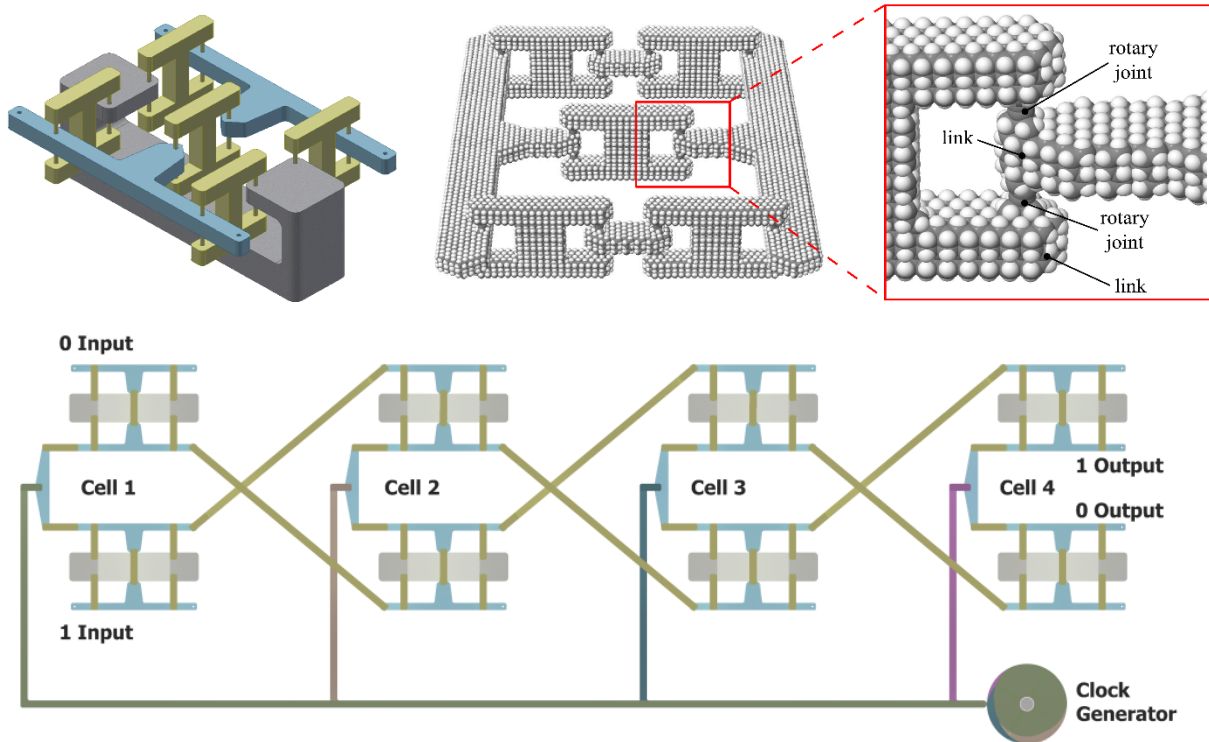 rotary
joint
link
rotary
joint
link
0 Input
Cell 1
Cell 2
Cell 3
Cell 4
1 Output
0 Output
1 Input
Clock
Generator